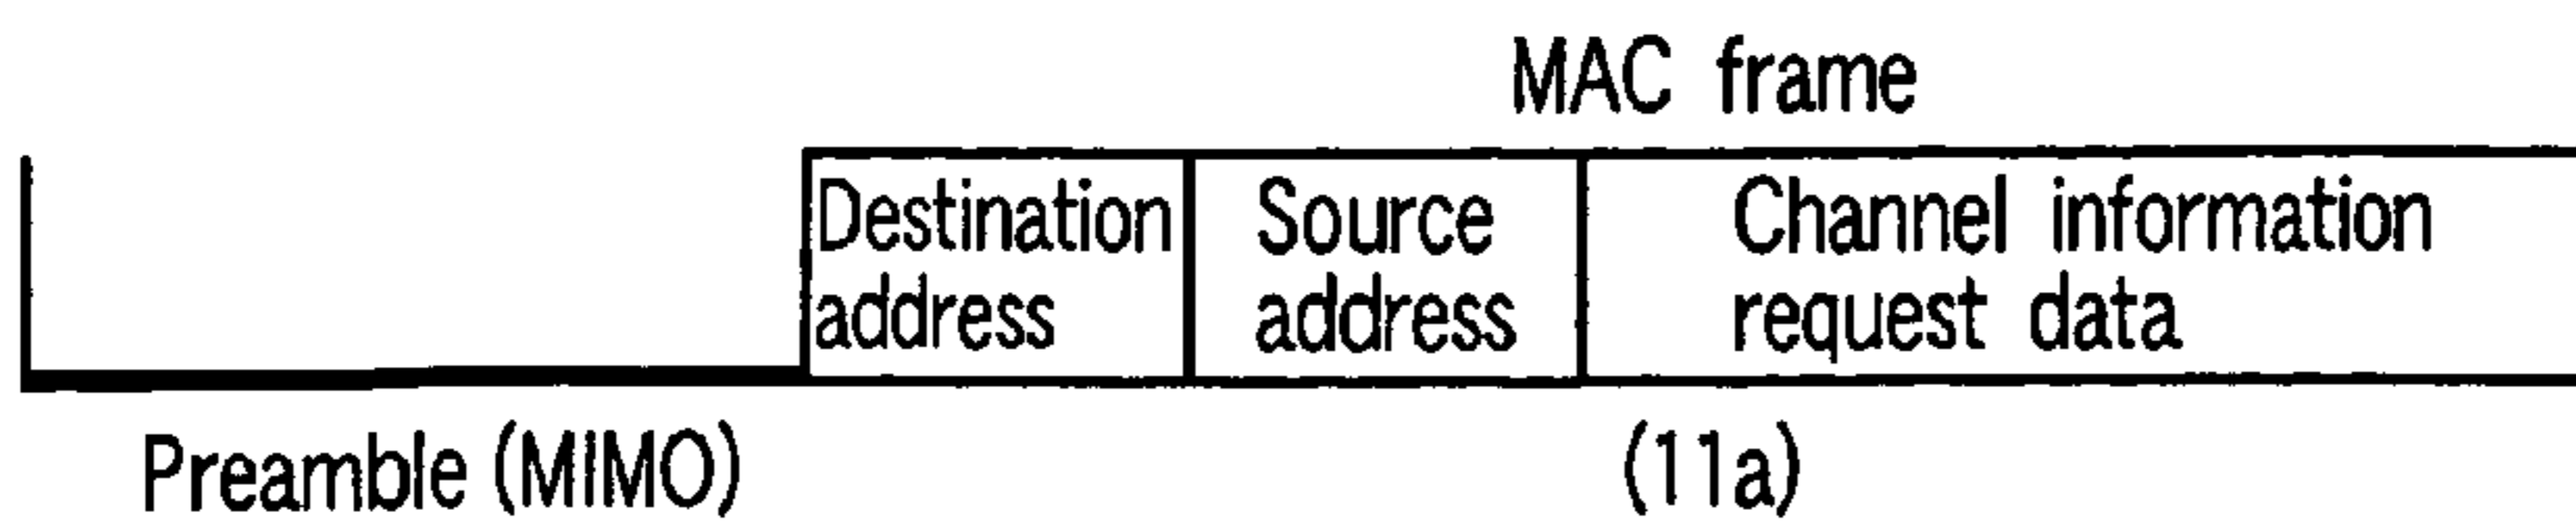 MAC frame
Destination
address
Source
address
Channel information
request data
Preamble (MIMO)
(11a)